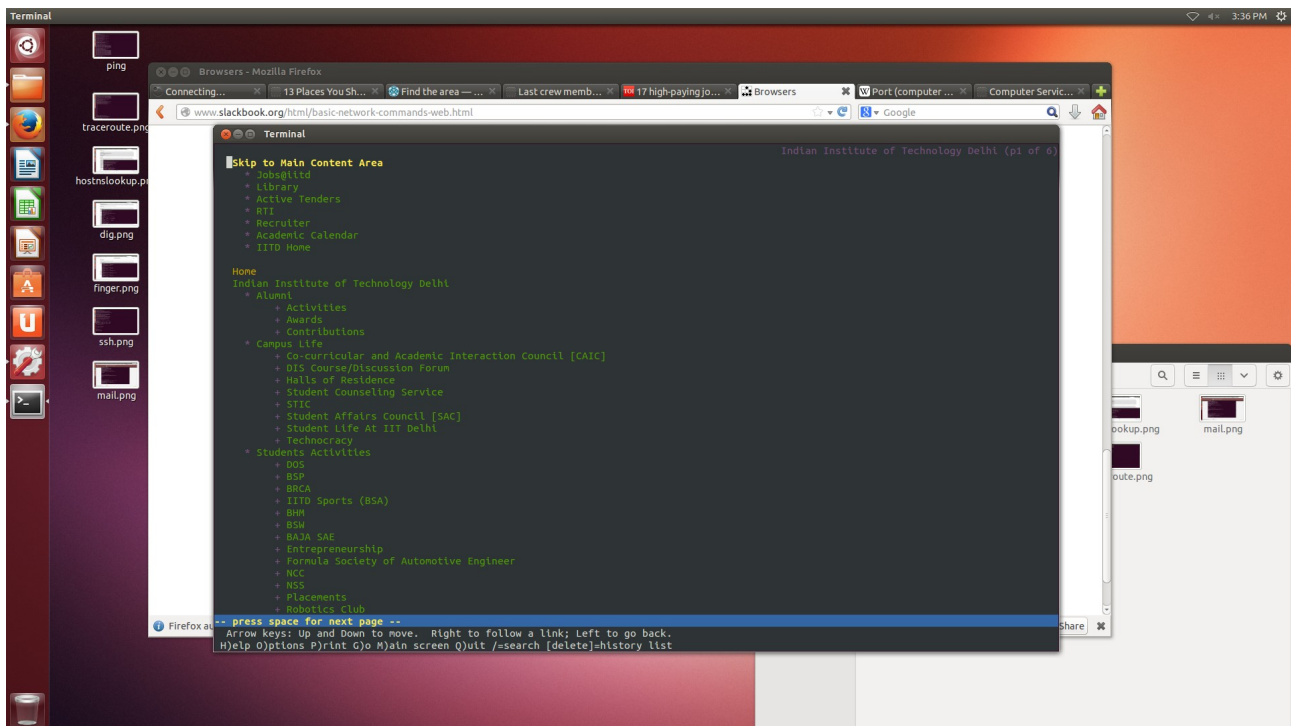 Terminal
3:36 PM
ping
traceroute.png
hostnslookup.p
dig.png
finger.png
ssh.png
mail.png
Browsers - Mozilla Firefox
Connecting...
13 Places You Sh...
Find the area — ...
Last crew memb...
17 high-paying jo...
Browsers
Port (computer ...
Computer Servic...
www.slackbook.org/html/basic-network-commands-web.html
Google
Terminal
Indian Institute of Technology Delhi (p1 of 6)
Skip to Main Content Area
* Jobs@iitd
* Library
* Active Tenders
* RTI
* Recruiter
* Academic Calendar
* IITD Home
Home
Indian Institute of Technology Delhi
* Alumni
+ Activities
+ Awards
+ Contributions
* Campus Life
+ Co-curricular and Academic Interaction Council [CAIC]
+ DIS Course/Discussion Forum
+ Halls of Residence
+ Student Counseling Service
+ STIC
+ Student Affairs Council [SAC]
+ Student Life At IIT Delhi
+ Technocracy
* Students Activities
+ DOS
+ BSP
+ BRCA
+ IITD Sports (BSA)
+ BHM
+ BSW
+ BAJA SAE
+ Entrepreneurship
+ Formula Society of Automotive Engineer
+ NCC
+ NSS
+ Placements
+ Robotics Club
-- press space for next page --
Arrow keys: Up and Down to move. Right to follow a link; Left to go back.
H)elp O)ptions P)rint G)o M)ain screen Q)uit /=search [delete]=history list
Firefox au
Share
ookup.png
mail.png
oute.png